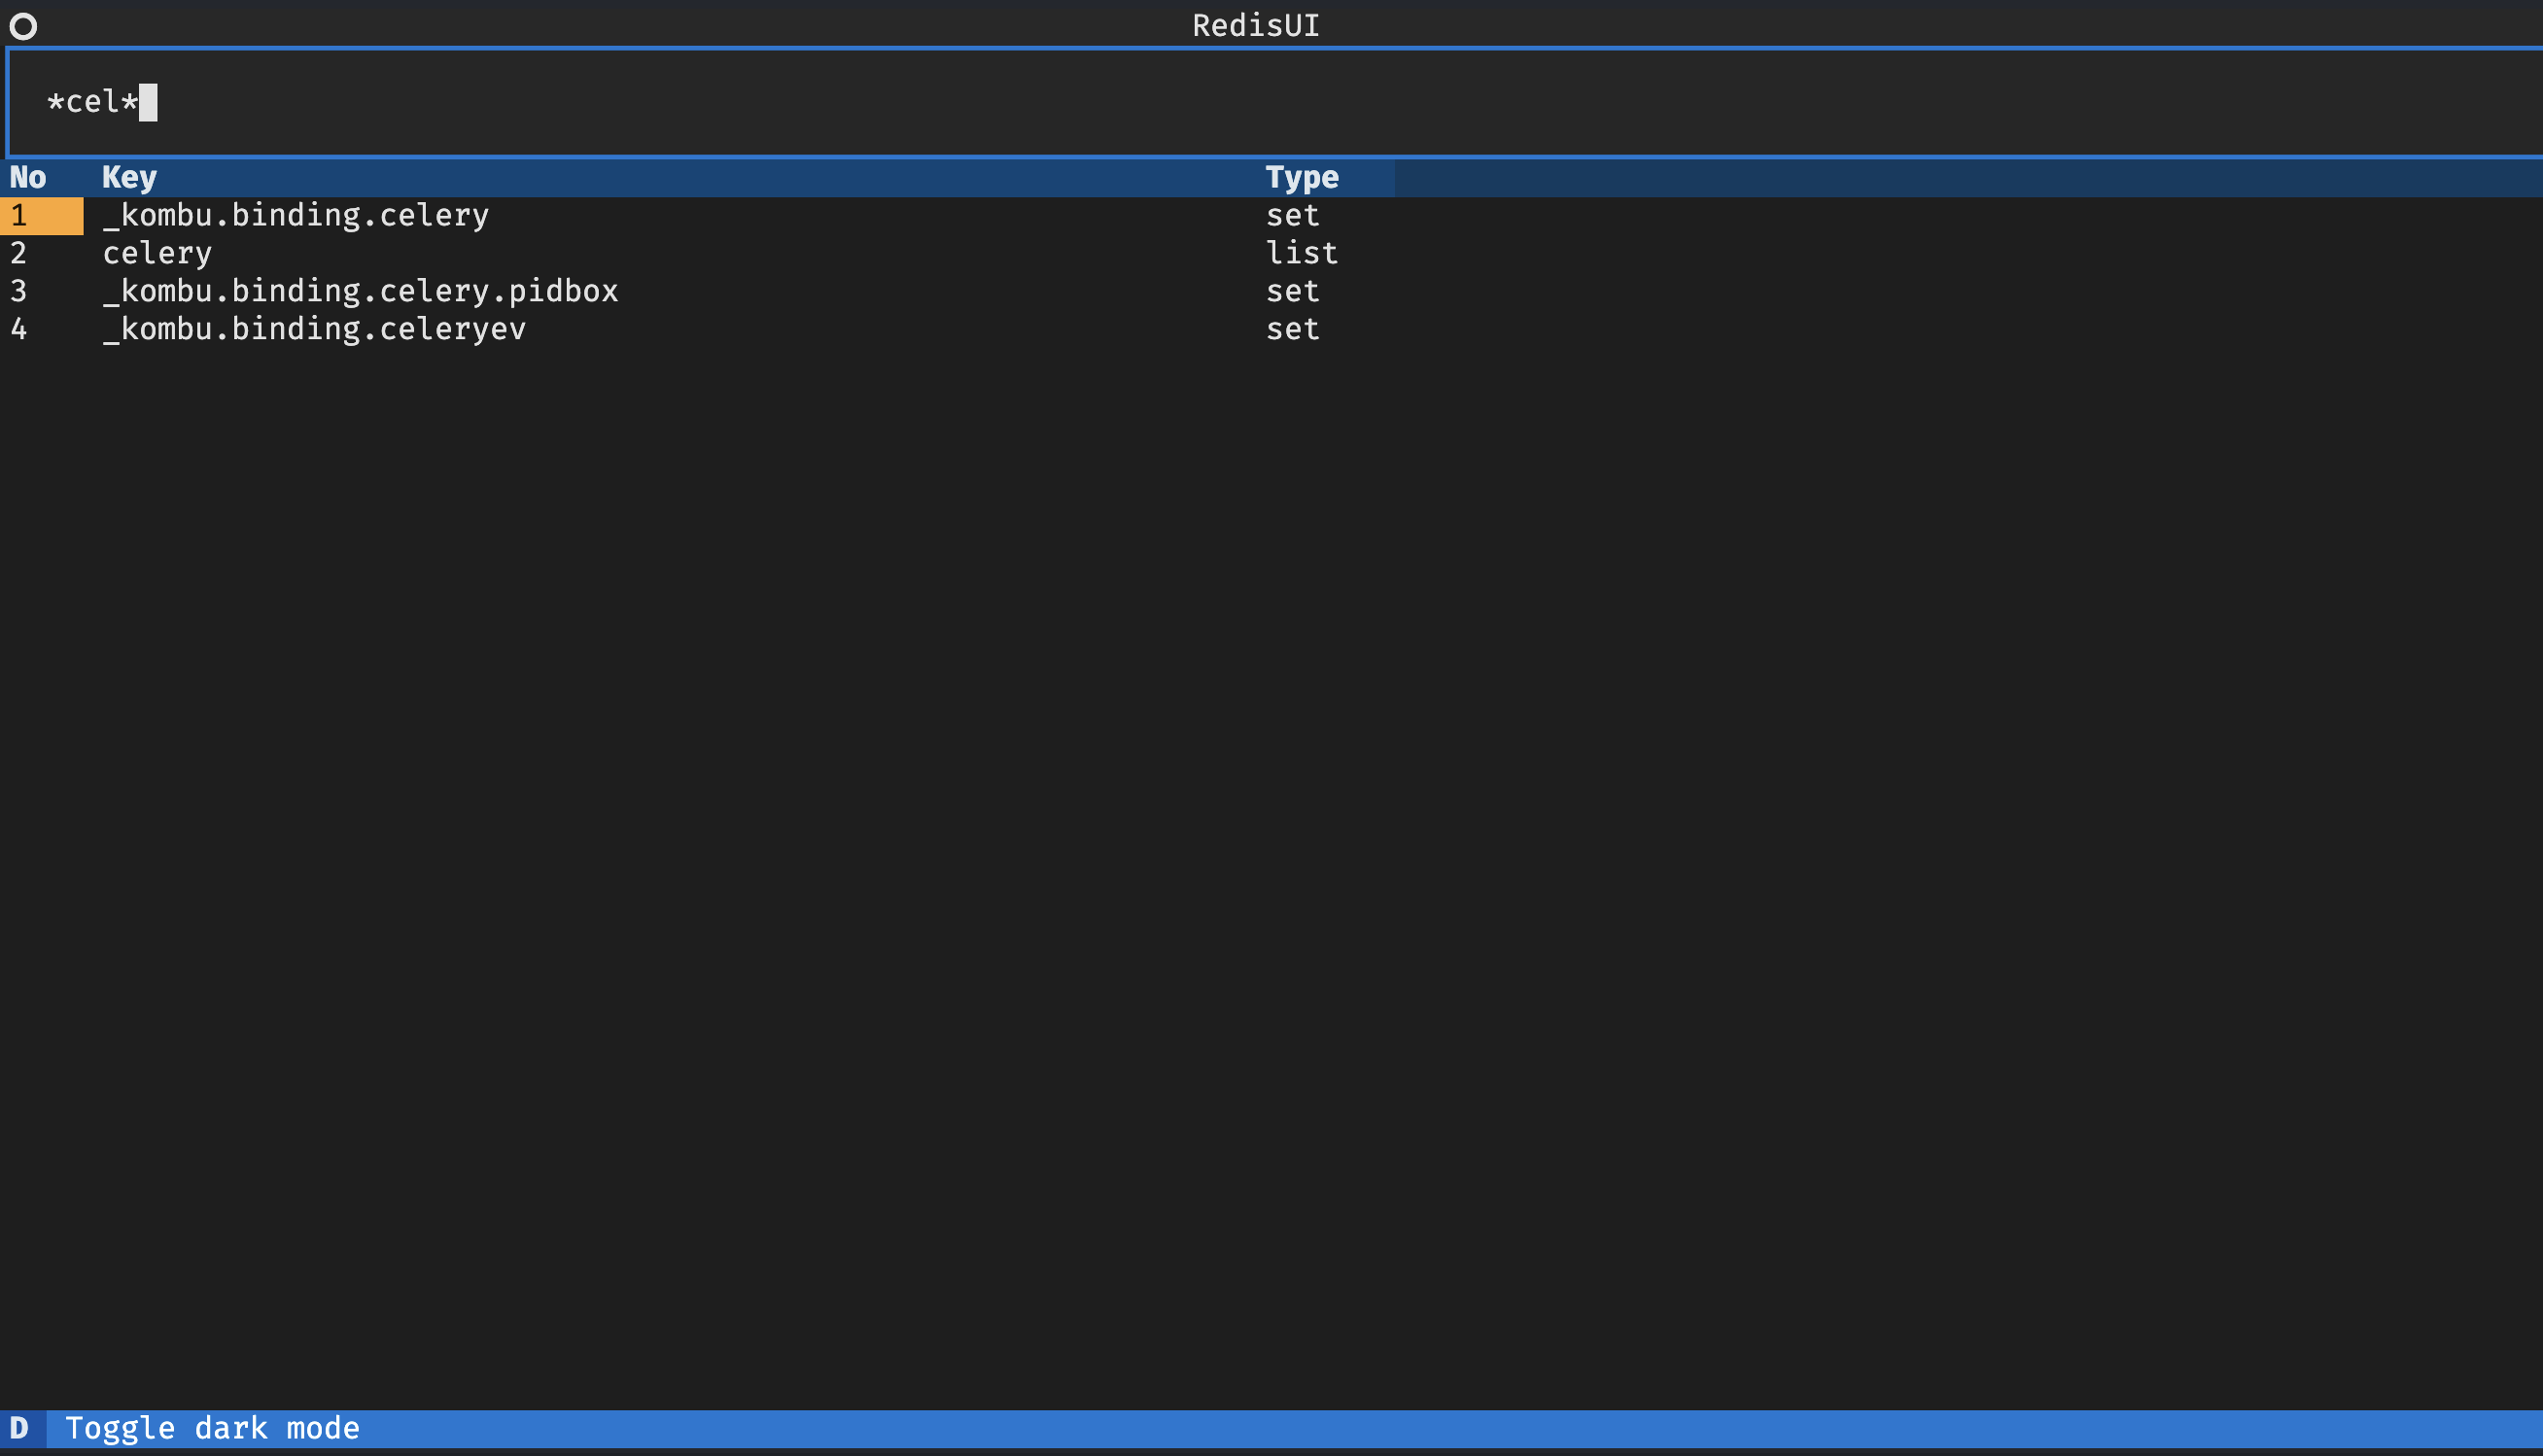 RedisUI
*cel*
No Key Type
1 _kombu.binding.celery set
2 celery list
3 _kombu.binding.celery.pidbox set
4 _kombu.binding.celeryev set
D Toggle dark mode